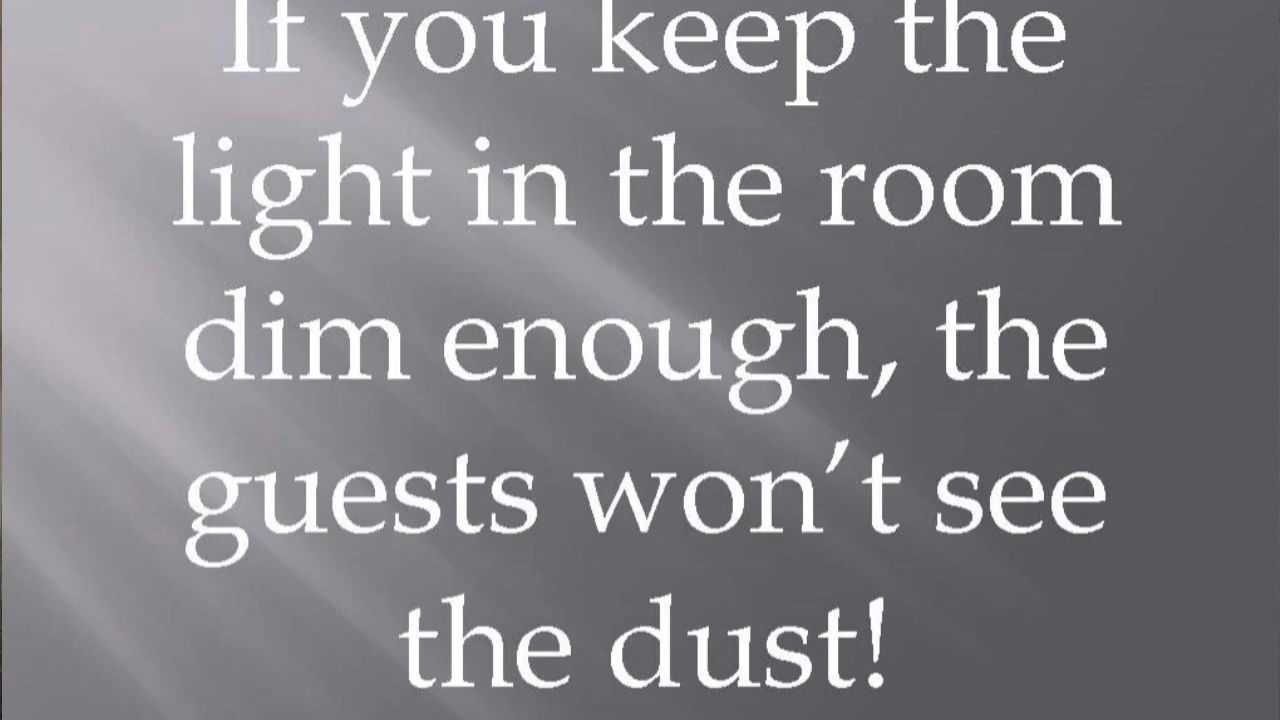 If you keep the
light in the room
dim enough, the
guests won’t see
the dust!